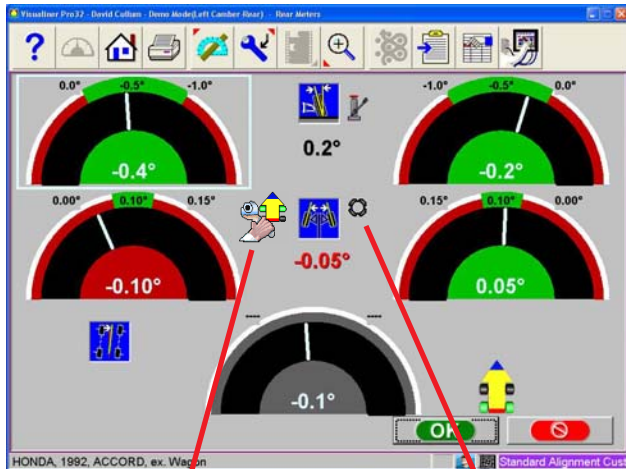 Visualiner Pro32 - David Cullum - Demo Mode(Left Camber Rear) - Rear Meters
0.0° -0.5° -1.0°
-1.0° -0.5° 0.0°
-0.4°
0.2°
-0.2°
0.00° 0.10° 0.15°
0.15° 0.10° 0.00°
-0.10°
-0.05°
0.05°
---- ----
-0.1°
OK
HONDA, 1992, ACCORD, ex. Wagon
Standard Alignment Cust